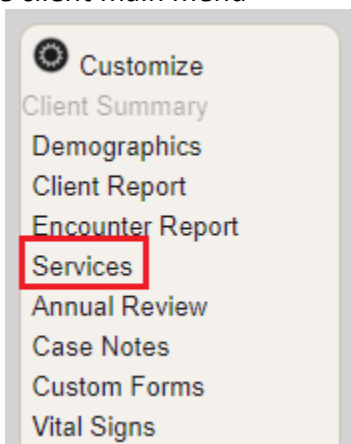 client main menu
Customize
Client Summary
Demographics
Client Report
Encounter Report
Services
Annual Review
Case Notes
Custom Forms
Vital Signs